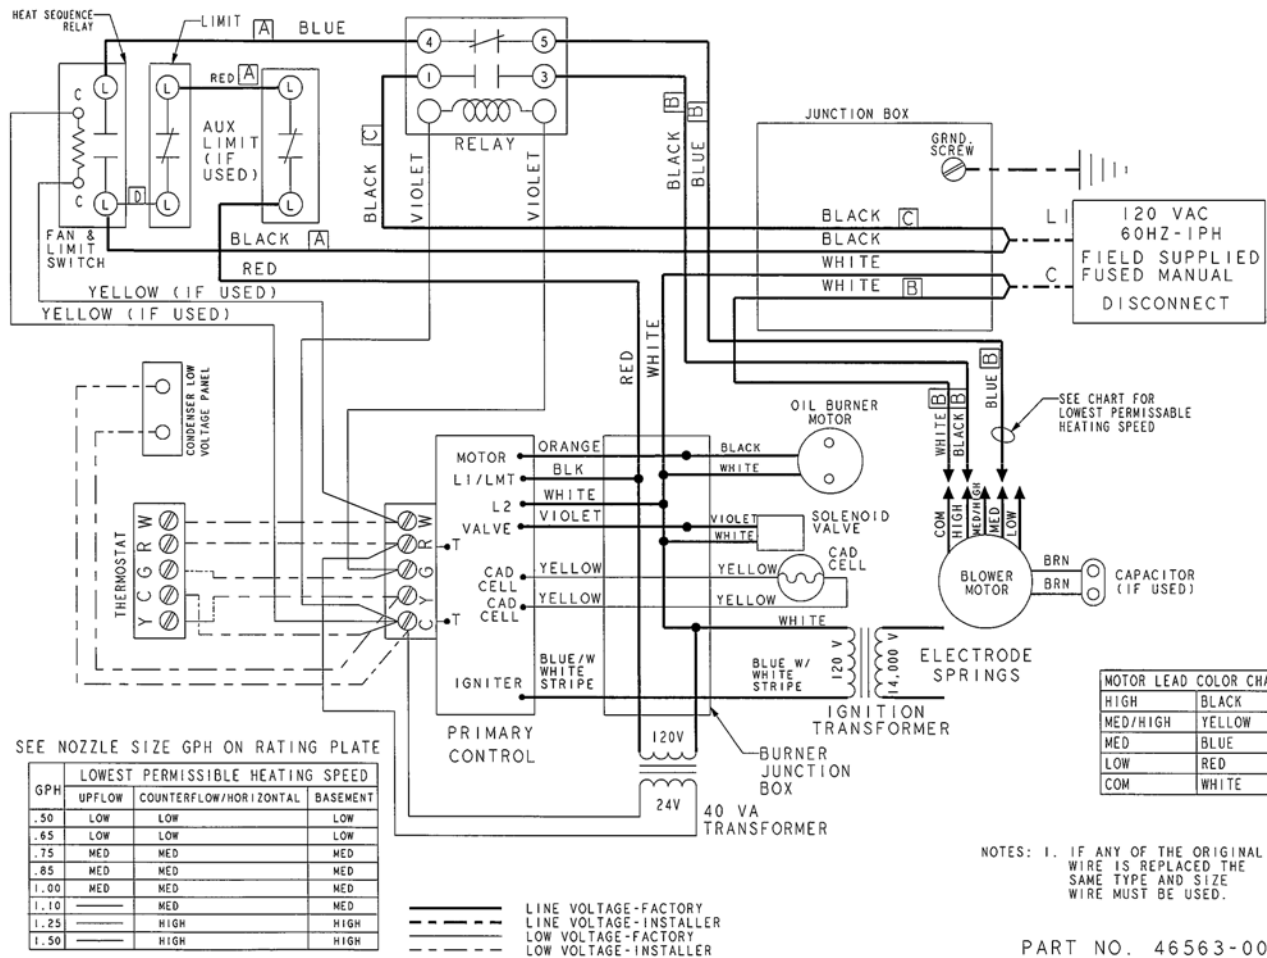 HEAT SEQUENCE
RELAY
LIMIT
A
BLUE
4
5
1
3
RELAY
L
L
L
L
L
L
C
C
RED
A
AUX
LIMIT
(IF
USED)
D
FAN &
LIMIT
SWITCH
BLACK
C
VIOLET
VIOLET
BLACK
B
BLUE
B
JUNCTION BOX
GRND.
SCREW
BLACK
C
BLACK
WHITE
WHITE
B
L1
C
120 VAC
60HZ-1PH
FIELD SUPPLIED
FUSED MANUAL
DISCONNECT
BLACK
A
RED
YELLOW (IF USED)
YELLOW (IF USED)
RED
WHITE
CONDENSER LOW
VOLTAGE PANEL
THERMOSTAT
W
R
G
C
Y
W
R
G
Y
C
MOTOR
L1/LMT
L2
VALVE
T
CAD
CELL
CAD
CELL
T
IGNITER
PRIMARY
CONTROL
ORANGE
BLK
WHITE
VIOLET
YELLOW
YELLOW
BLUE/W
WHITE
STRIPE
BLACK
WHITE
OIL BURNER
MOTOR
VIOLET
WHITE
SOLENOID
VALVE
YELLOW
YELLOW
CAD
CELL
WHITE
BLUE W/
WHITE
STRIPE
120 V
14,000 V
IGNITION
TRANSFORMER
ELECTRODE
SPRINGS
WHITE
B
BLACK
B
BLUE
B
SEE CHART FOR
LOWEST PERMISSABLE
HEATING SPEED
COM
HIGH
MED/HIGH
MED
LOW
BLOWER
MOTOR
BRN
BRN
CAPACITOR
(IF USED)
120V
24V
BURNER
JUNCTION
BOX
40 VA
TRANSFORMER
MOTOR LEAD COLOR CHA
HIGH BLACK
MED/HIGH YELLOW
MED BLUE
LOW RED
COM WHITE
SEE NOZZLE SIZE GPH ON RATING PLATE
GPH LOWEST PERMISSIBLE HEATING SPEED
UPFLOW COUNTERFLOW/HORIZONTAL BASEMENT
.50 LOW LOW LOW
.65 LOW LOW LOW
.75 MED MED MED
.85 MED MED MED
1.00 MED MED MED
1.10 —— MED MED
1.25 —— HIGH HIGH
1.50 —— HIGH HIGH
LINE VOLTAGE-FACTORY
LINE VOLTAGE-INSTALLER
LOW VOLTAGE-FACTORY
LOW VOLTAGE-INSTALLER
NOTES: 1. IF ANY OF THE ORIGINAL
WIRE IS REPLACED THE
SAME TYPE AND SIZE
WIRE MUST BE USED.
PART NO. 46563-00